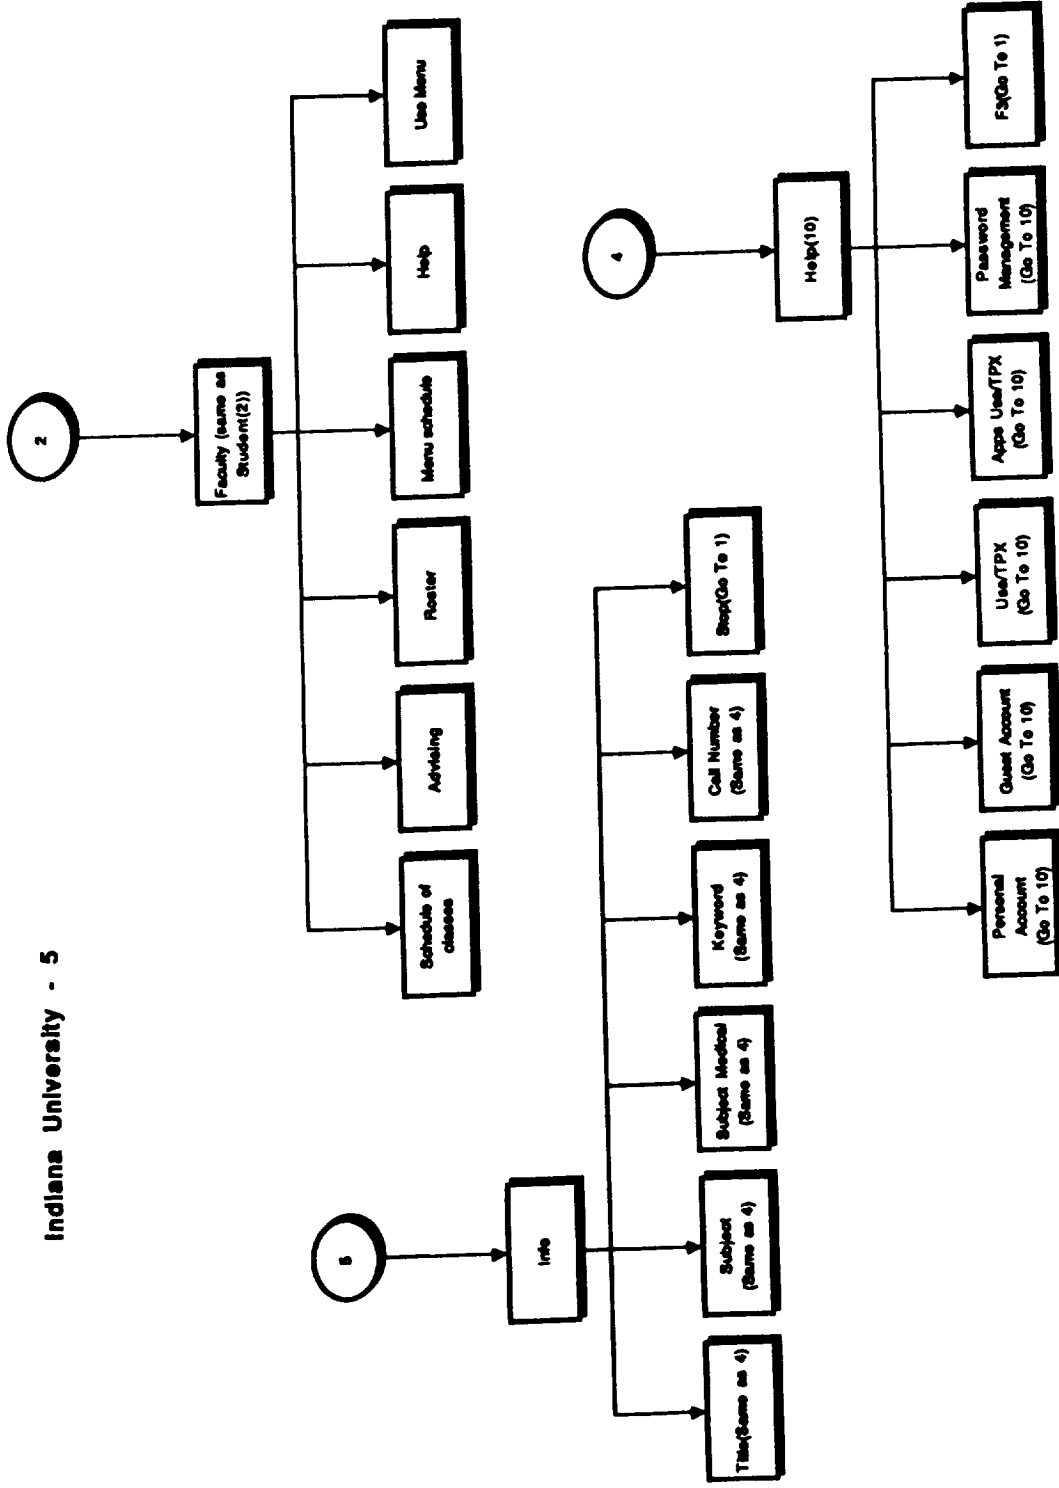 Indiana University - 5
2
Faculty (same as
Student(2))
Schedule of
classes
Advising
Roster
Menu schedule
Help
Use Menu
5
Info
Title(Same as 4)
Subject
(Same as 4)
Subject Medical
(Same as 4)
Keyword
(Same as 4)
Call Number
(Same as 4)
Stop(Go To 1)
4
Help(10)
Personal
Account
(Go To 10)
Guest Account
(Go To 10)
Use/TPX
(Go To 10)
Apps Use/TPX
(Go To 10)
Password
Management
(Go To 10)
F3(Go To 1)